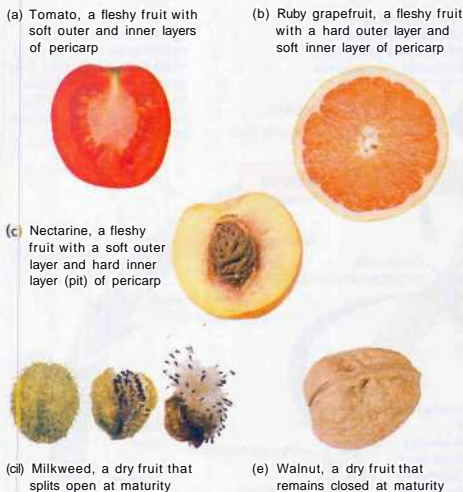 (a) Tomato, a fleshy fruit with
soft outer and inner layers
of pericarp
(b) Ruby grapefruit, a fleshy fruit
with a hard outer layer and
soft inner layer of pericarp
(c) Nectarine, a fleshy
fruit with a soft outer
layer and hard inner
layer (pit) of pericarp
(cil) Milkweed, a dry fruit that
splits open at maturity
(e) Walnut, a dry fruit that
remains closed at maturity